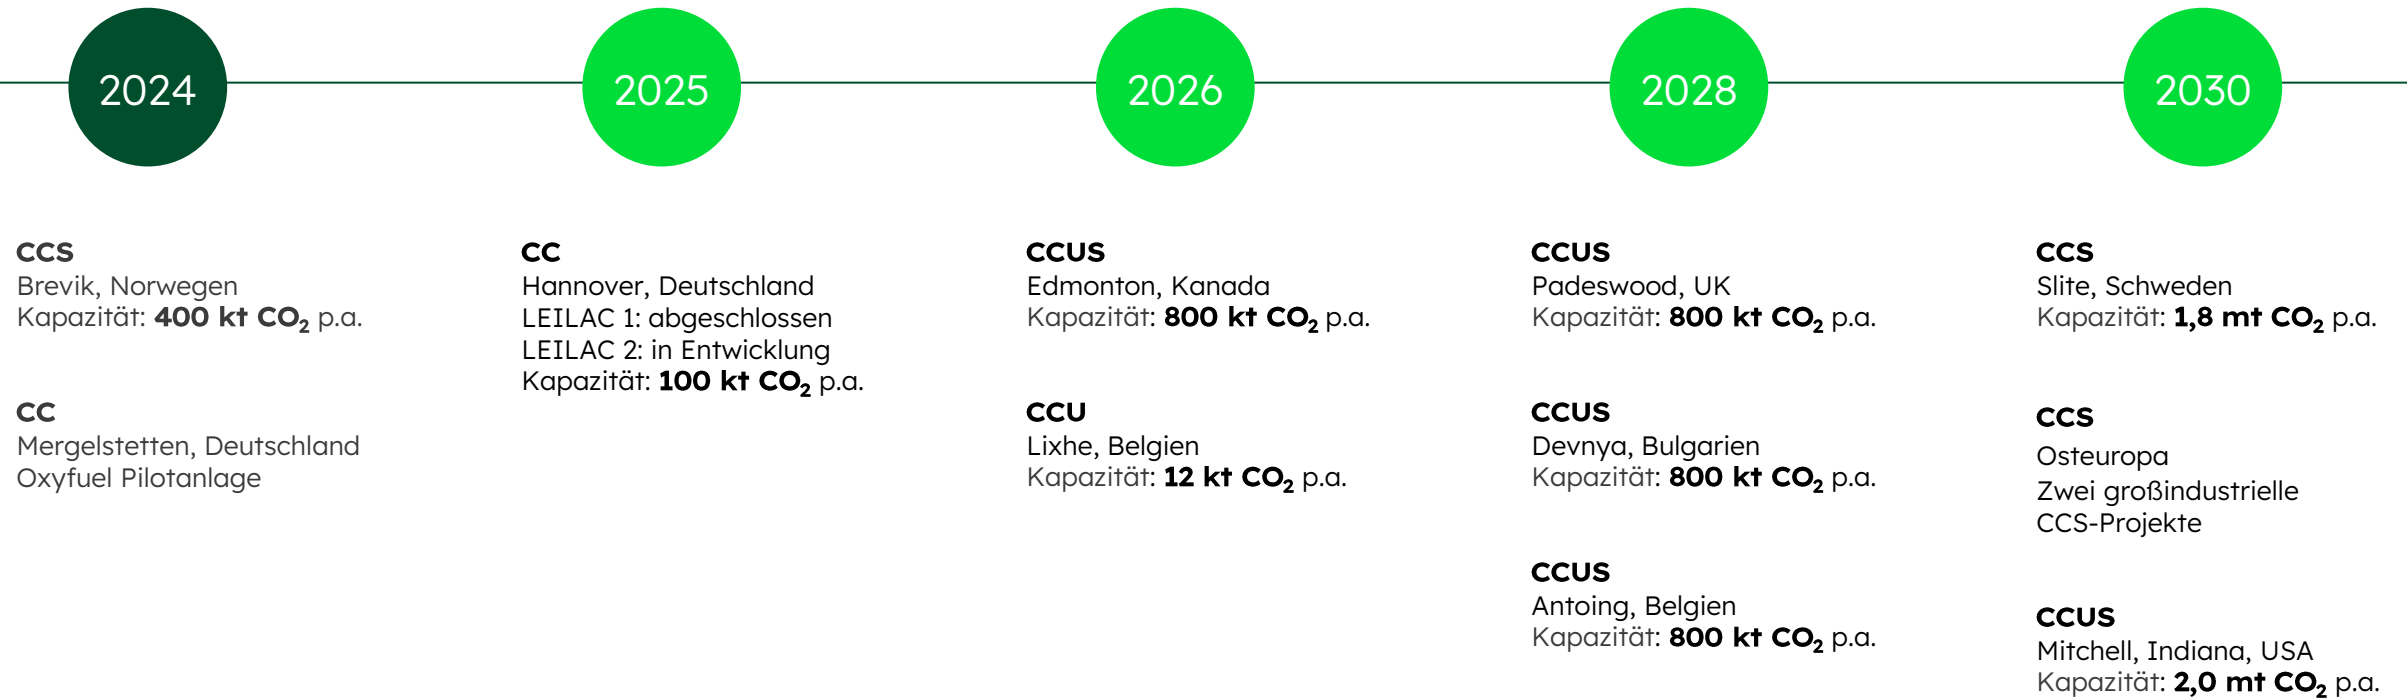 2024
2025
2026
2028
2030
CCS
Brevik, Norwegen
Kapazität: 400 kt CO₂ p.a.
CC
Mergelstetten, Deutschland
Oxyfuel Pilotanlage
CC
Hannover, Deutschland
LEILAC 1: abgeschlossen
LEILAC 2: in Entwicklung
Kapazität: 100 kt CO₂ p.a.
CCUS
Edmonton, Kanada
Kapazität: 800 kt CO₂ p.a.
CCU
Lixhe, Belgien
Kapazität: 12 kt CO₂ p.a.
CCUS
Padeswood, UK
Kapazität: 800 kt CO₂ p.a.
CCUS
Devnya, Bulgarien
Kapazität: 800 kt CO₂ p.a.
CCUS
Antoing, Belgien
Kapazität: 800 kt CO₂ p.a.
CCS
Slite, Schweden
Kapazität: 1,8 mt CO₂ p.a.
CCS
Osteuropa
Zwei großindustrielle
CCS-Projekte
CCUS
Mitchell, Indiana, USA
Kapazität: 2,0 mt CO₂ p.a.